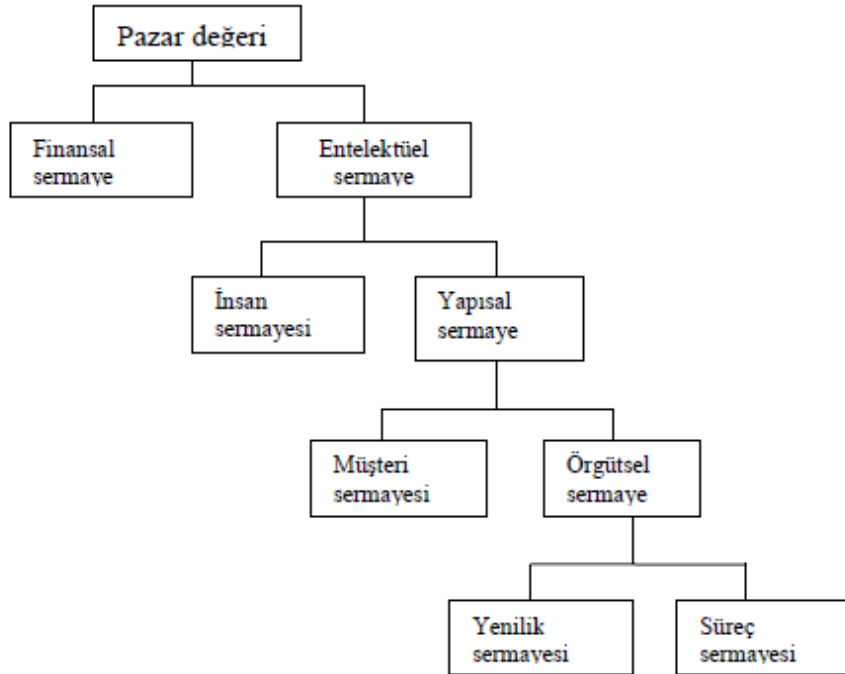 Pazar değeri
Finansal
sermaye
Entelektüel
sermaye
İnsan
sermayesi
Yapısal
sermaye
Müşteri
sermayesi
Örgütsel
sermaye
Yenilik
sermayesi
Süreç
sermayesi